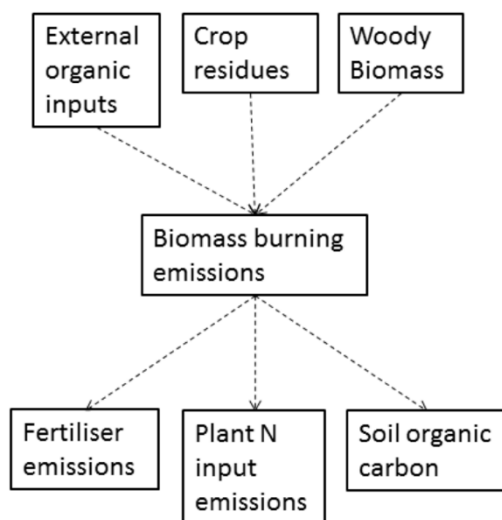 External
organic
inputs
Crop
residues
Woody
Biomass
Biomass burning
emissions
Fertiliser
emissions
Plant N
input
emissions
Soil organic
carbon